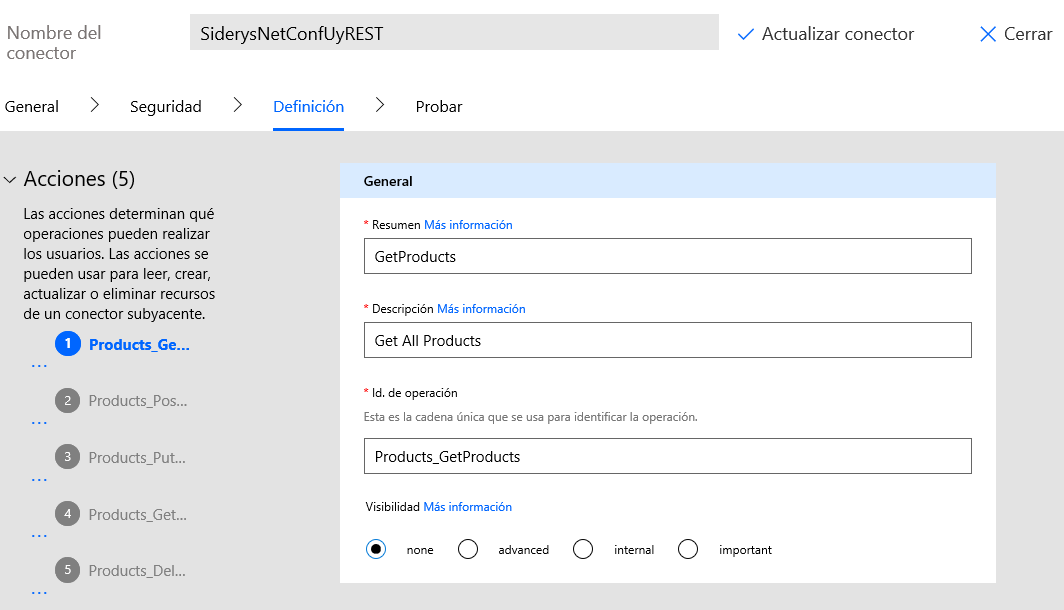 Nombre del
conector
SiderysNetConfUyREST
Actualizar conector
Cerrar
General
Seguridad
Definición
Probar
Acciones (5)
Las acciones determinan qué
operaciones pueden realizar
los usuarios. Las acciones se
pueden usar para leer, crear,
actualizar o eliminar recursos
de un conector subyacente.
1 Products_Ge...
...
2 Products_Pos...
...
3 Products_Put...
...
4 Products_Get...
...
5 Products_Del...
...
General
* Resumen Más información
GetProducts
* Descripción Más información
Get All Products
* Id. de operación
Esta es la cadena única que se usa para identificar la operación.
Products_GetProducts
Visibilidad Más información
none advanced internal important